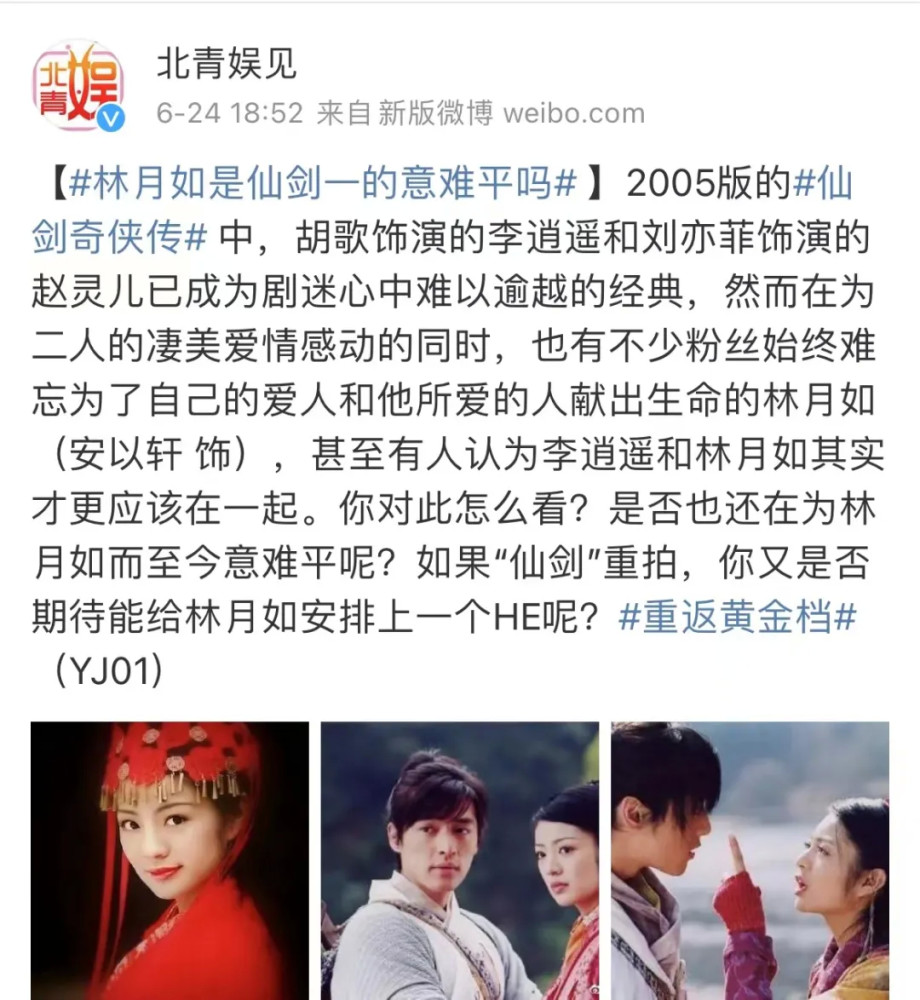 北青娱
北青娱见
6-24 18:52 来自新版微博 weibo.com
【#林月如是仙剑一的意难平吗#】2005版的#仙
剑奇侠传# 中，胡歌饰演的李逍遥和刘亦菲饰演的
赵灵儿已成为剧迷心中难以逾越的经典，然而在为
二人的凄美爱情感动的同时，也有不少粉丝始终难
忘为了自己的爱人和他所爱的人献出生命的林月如
（安以轩 饰），甚至有人认为李逍遥和林月如其实
才更应该在一起。你对此怎么看？是否也还在为林
月如而至今意难平呢？如果“仙剑”重拍，你又是否
期待能给林月如安排上一个HE呢？#重返黄金档#
（YJ01）